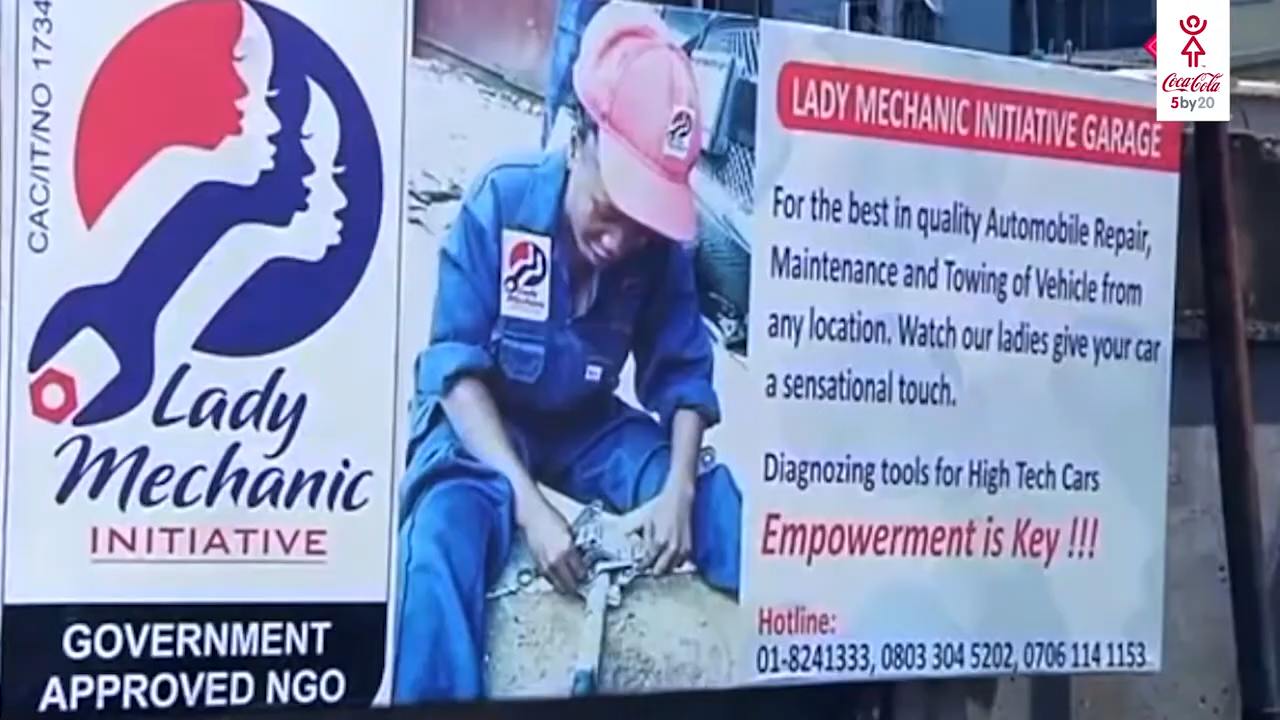 CAC/IT/NO 1734
Lady
Mechanic
INITIATIVE
GOVERNMENT
APPROVED NGO
Lady
Mechanic
LADY MECHANIC INITIATIVE GARAGE
For the best in quality Automobile Repair,
Maintenance and Towing of Vehicle from
any location. Watch our ladies give your car
a sensational touch.
Diagnozing tools for High Tech Cars
Empowerment is Key !!!
Hotline:
01-8241333, 0803 304 5202, 0706 114 1153
Coca-Cola
5by20